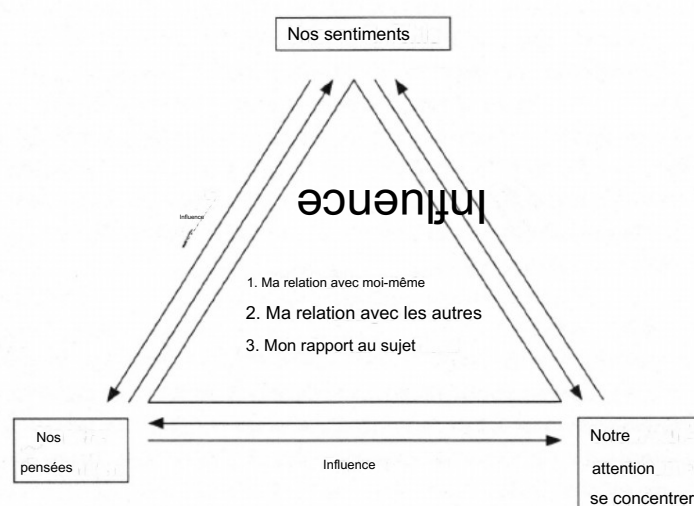 Nos sentiments
Influence
Influence
1. Ma relation avec moi-même
2. Ma relation avec les autres
3. Mon rapport au sujet
Nos
pensées
Influence
Notre
attention
se concentrer